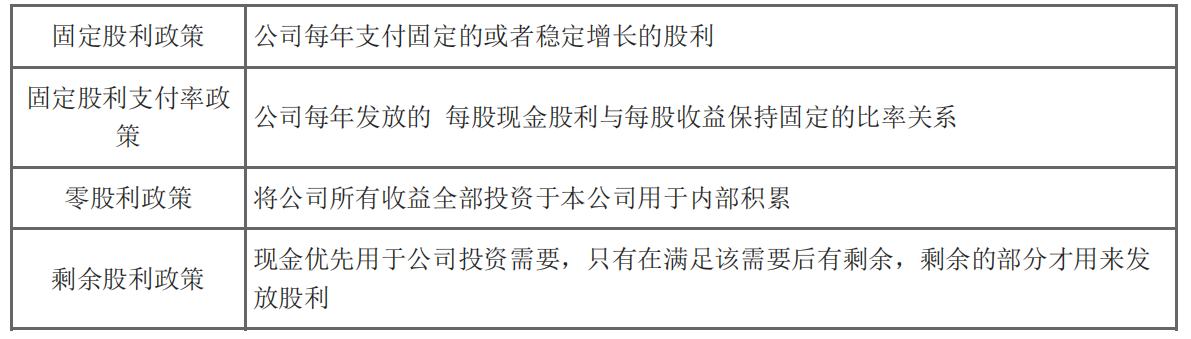 固定股利政策
公司每年支付固定的或者稳定增长的股利
固定股利支付率政
策
公司每年发放的 每股现金股利与每股收益保持固定的比率关系
零股利政策
将公司所有收益全部投资于本公司用于内部积累
剩余股利政策
现金优先用于公司投资需要，只有在满足该需要后有剩余，剩余的部分才用来发
放股利